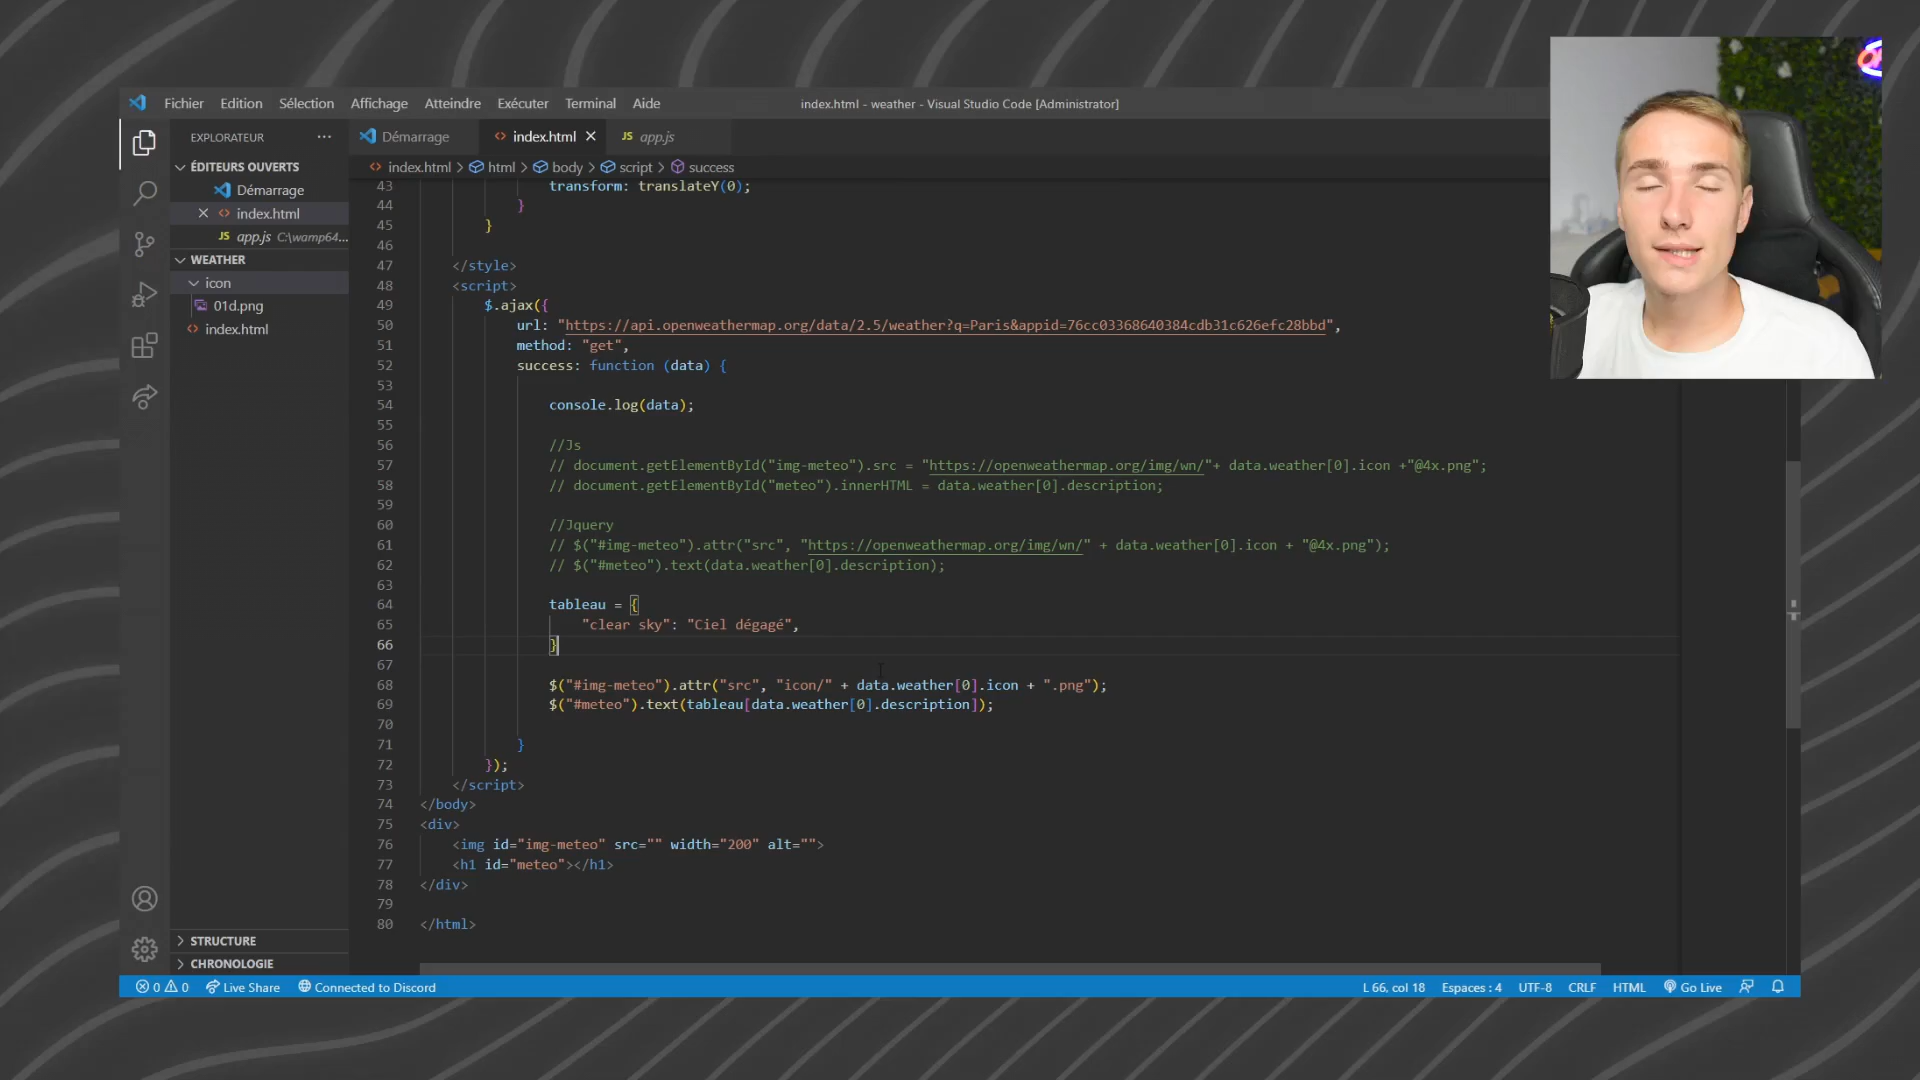 Fichier Edition Sélection Affichage Atteindre Exécuter Terminal Aide
index.html - weather - Visual Studio Code [Administrator]
EXPLORATEUR ···
Démarrage
index.html
JS app.js
ÉDITEURS OUVERTS
Démarrage
index.html
JS app.js C:\wamp64...
WEATHER
icon
01d.png
index.html
STRUCTURE
CHRONOLOGIE
index.html > html > body > script > success
43 transform: translateY(0);
44 }
45 }
46
47 </style>
48 <script>
49 $.ajax({
50 url: "https://api.openweathermap.org/data/2.5/weather?q=Paris&appid=76cc03368640384cdb31c626efc28bbd",
51 method: "get",
52 success: function (data) {
53
54 console.log(data);
55
56 //Js
57 // document.getElementById("img-meteo").src = "https://openweathermap.org/img/wn/"+ data.weather[0].icon +"@4x.png";
58 // document.getElementById("meteo").innerHTML = data.weather[0].description;
59
60 //Jquery
61 // $("#img-meteo").attr("src", "https://openweathermap.org/img/wn/" + data.weather[0].icon + "@4x.png");
62 // $("#meteo").text(data.weather[0].description);
63
64 tableau = {
65 "clear sky": "Ciel dégagé",
66 }
67
68 $("#img-meteo").attr("src", "icon/" + data.weather[0].icon + ".png");
69 $("#meteo").text(tableau[data.weather[0].description]);
70
71 }
72 });
73 </script>
74 </body>
75 <div>
76 <img id="img-meteo" src="" width="200" alt="">
77 <h1 id="meteo"></h1>
78 </div>
79
80 </html>
0 0 Live Share Connected to Discord
L 66, col 18 Espaces : 4 UTF-8 CRLF HTML Go Live